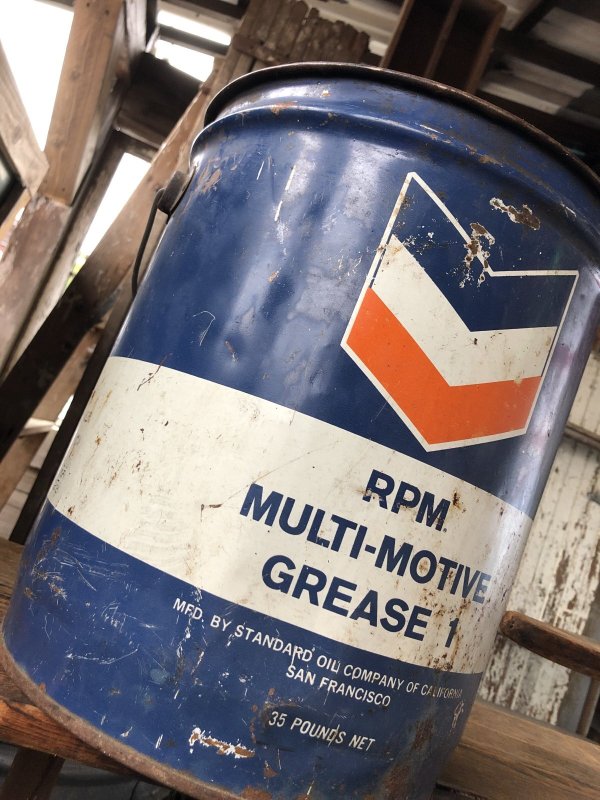 RPM
MULTI-MOTIVE
GREASE 1
MFD. BY STANDARD OIL COMPANY OF CALIFORNIA
SAN FRANCISCO
35 POUNDS NET